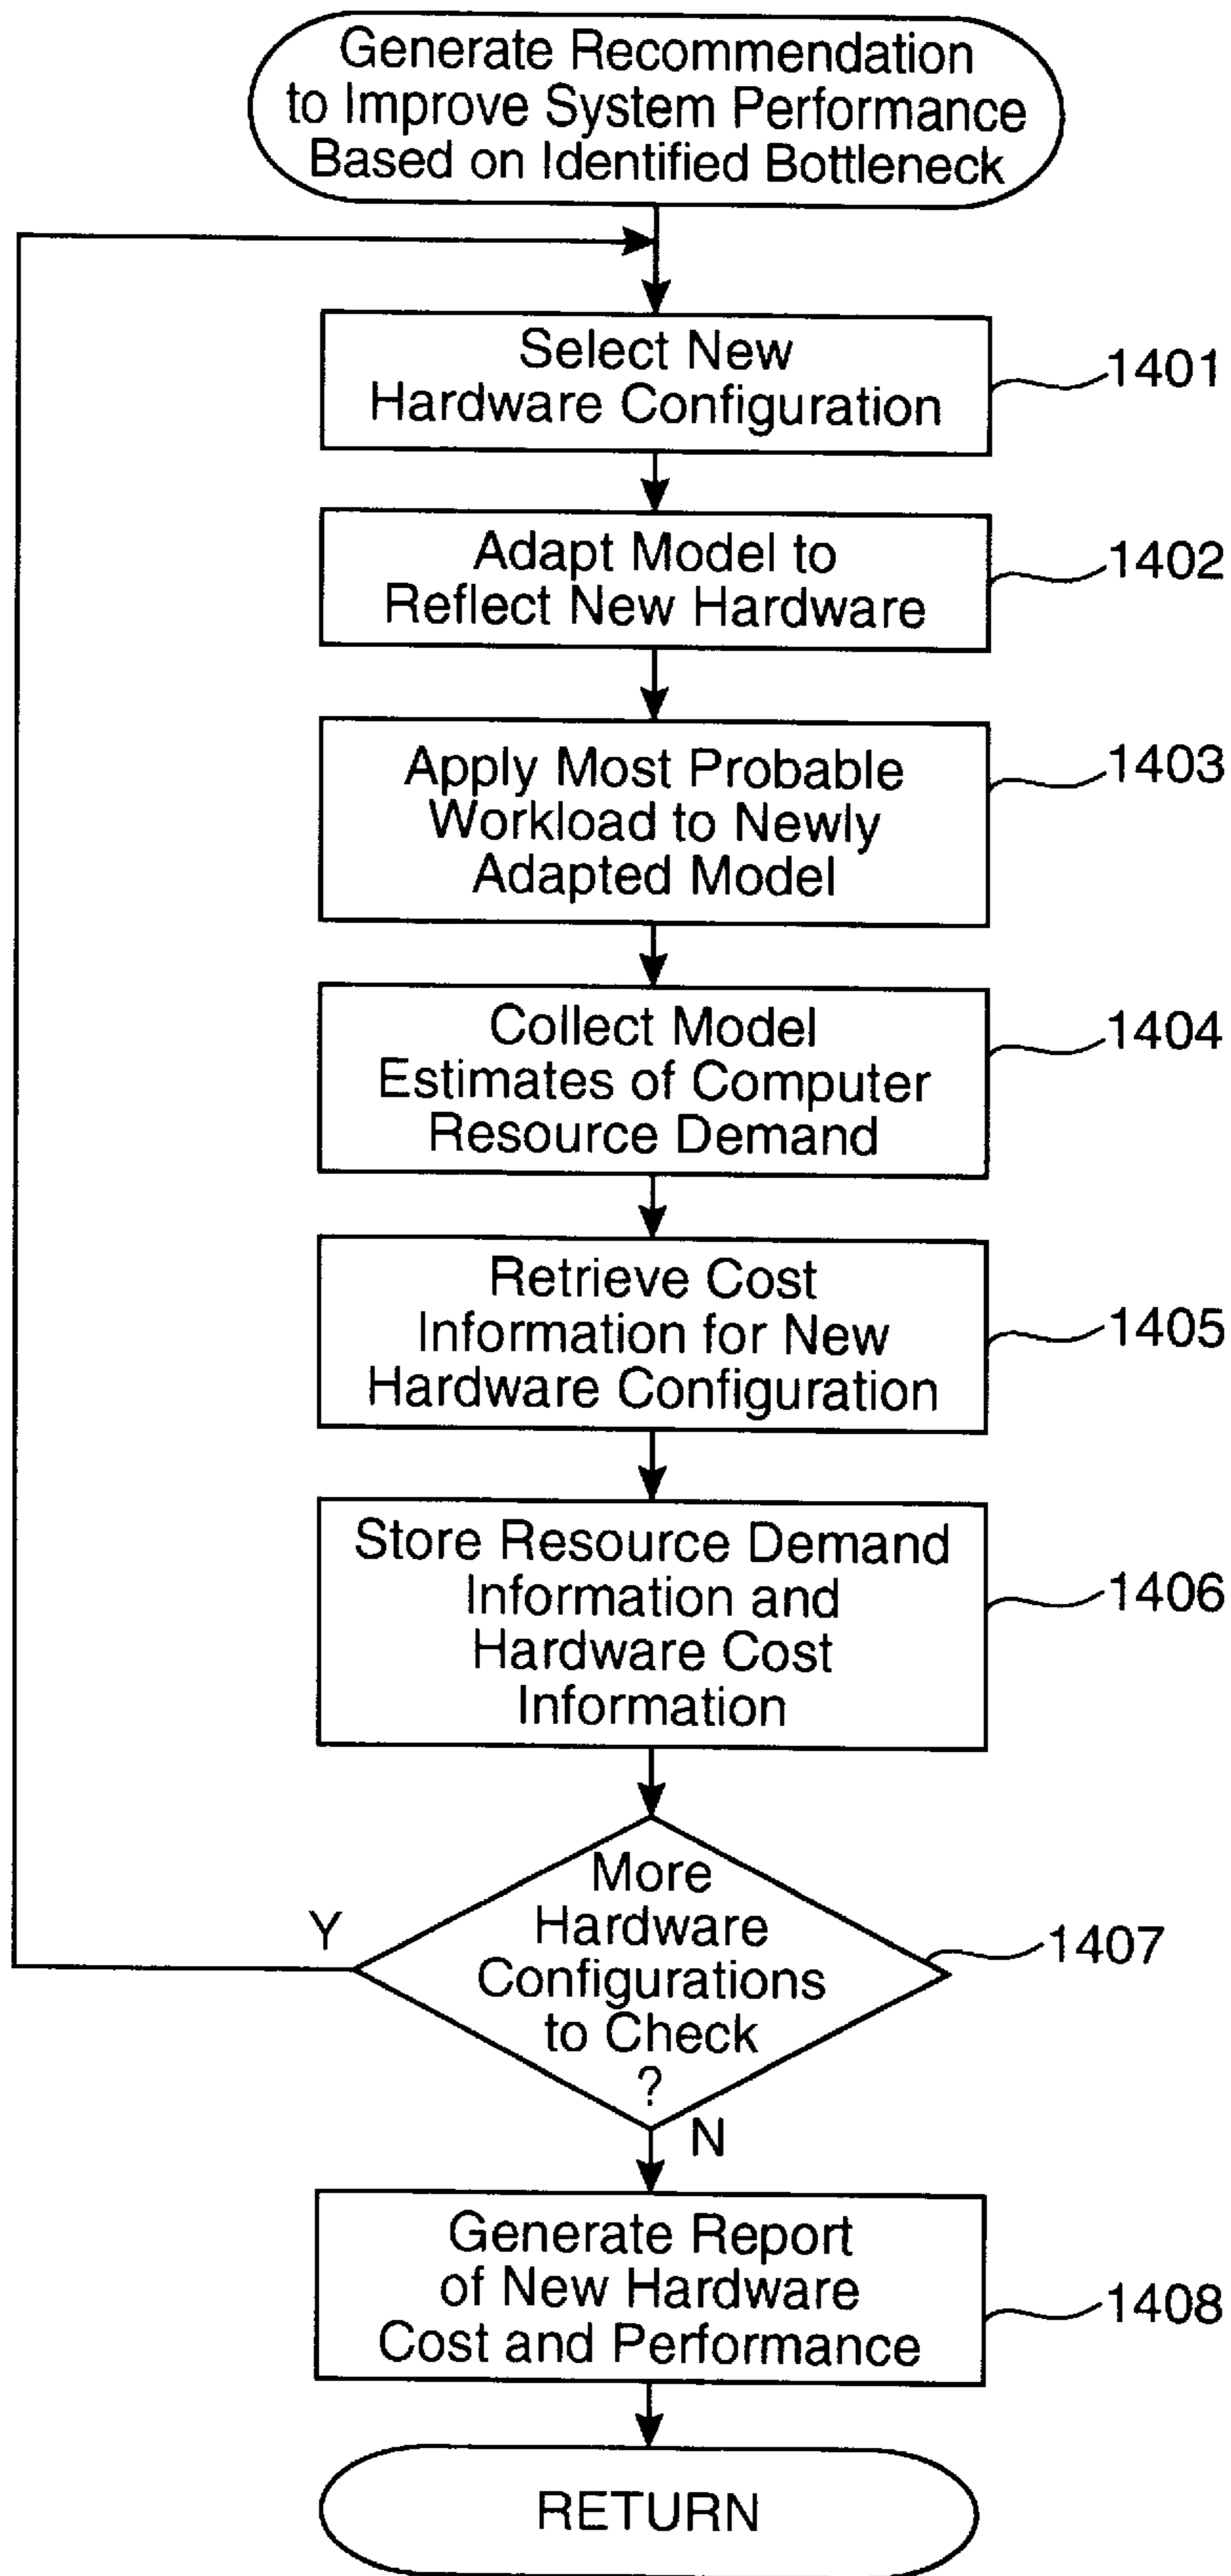 Generate Recommendation
to Improve System Performance
Based on Identified Bottleneck
Select New
Hardware Configuration
1401
Adapt Model to
Reflect New Hardware
1402
Apply Most Probable
Workload to Newly
Adapted Model
1403
Collect Model
Estimates of Computer
Resource Demand
1404
Retrieve Cost
Information for New
Hardware Configuration
1405
Store Resource Demand
Information and
Hardware Cost
Information
1406
More
Hardware
Configurations
to Check
?
Y
1407
N
Generate Report
of New Hardware
Cost and Performance
1408
RETURN